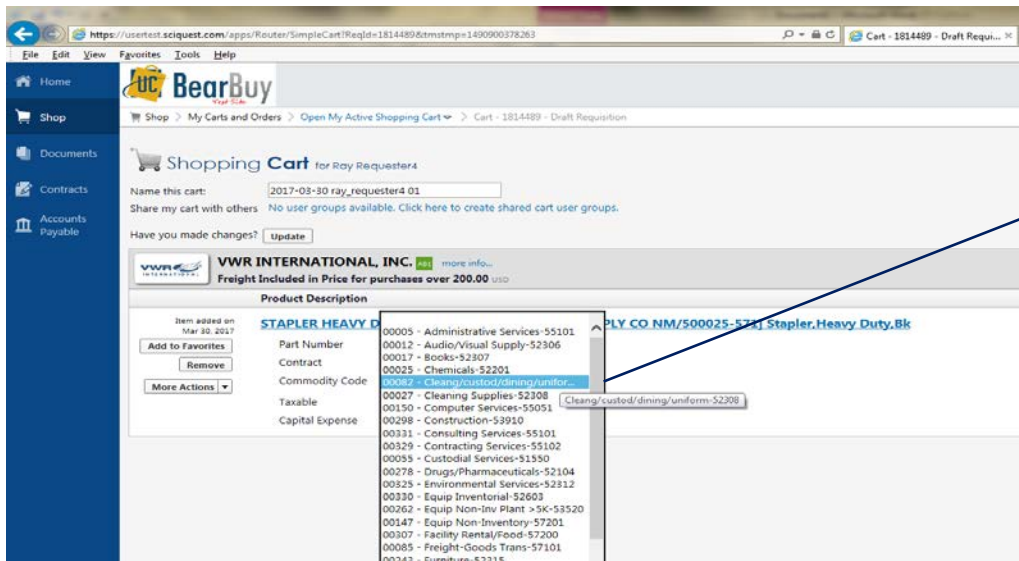 https://usertest.sciquest.com/apps/Router/SimpleCart?ReqId=1814489&tmstmp=1490900378263
Cart - 1814489 - Draft Requi...
File Edit View Favorites Tools Help
Home
Shop
Documents
Contracts
Accounts Payable
UC BearBuy
Test Site
Shop > My Carts and Orders > Open My Active Shopping Cart > Cart - 1814489 - Draft Requisition
Shopping Cart for Ray Requester4
Name this cart: 2017-03-30 ray_requester4 01
Share my cart with others No user groups available. Click here to create shared cart user groups.
Have you made changes? Update
VWR INTERNATIONAL
VWR INTERNATIONAL, INC. more info...
Freight Included in Price for purchases over 200.00 USD
Product Description
Item added on
Mar 30, 2017
Add to Favorites
Remove
More Actions
STAPLER HEAVY D
PLY CO NM/500025-571] Stapler,Heavy Duty,Bk
Part Number
Contract
Commodity Code
Taxable
Capital Expense
00005 - Administrative Services-55101
00012 - Audio/Visual Supply-52306
00017 - Books-52307
00025 - Chemicals-52201
00082 - Cleang/custod/dining/unifor...
00027 - Cleaning Supplies-52308
Cleang/custod/dining/uniform-52308
00150 - Computer Services-55051
00298 - Construction-53910
00331 - Consulting Services-55101
00329 - Contracting Services-55102
00055 - Custodial Services-51550
00278 - Drugs/Pharmaceuticals-52104
00325 - Environmental Services-52312
00330 - Equip Inventorial-52603
00262 - Equip Non-Inv Plant >5K-53520
00147 - Equip Non-Inventory-57201
00307 - Facility Rental/Food-57200
00085 - Freight-Goods Trans-57101
00243 - Furniture-52315